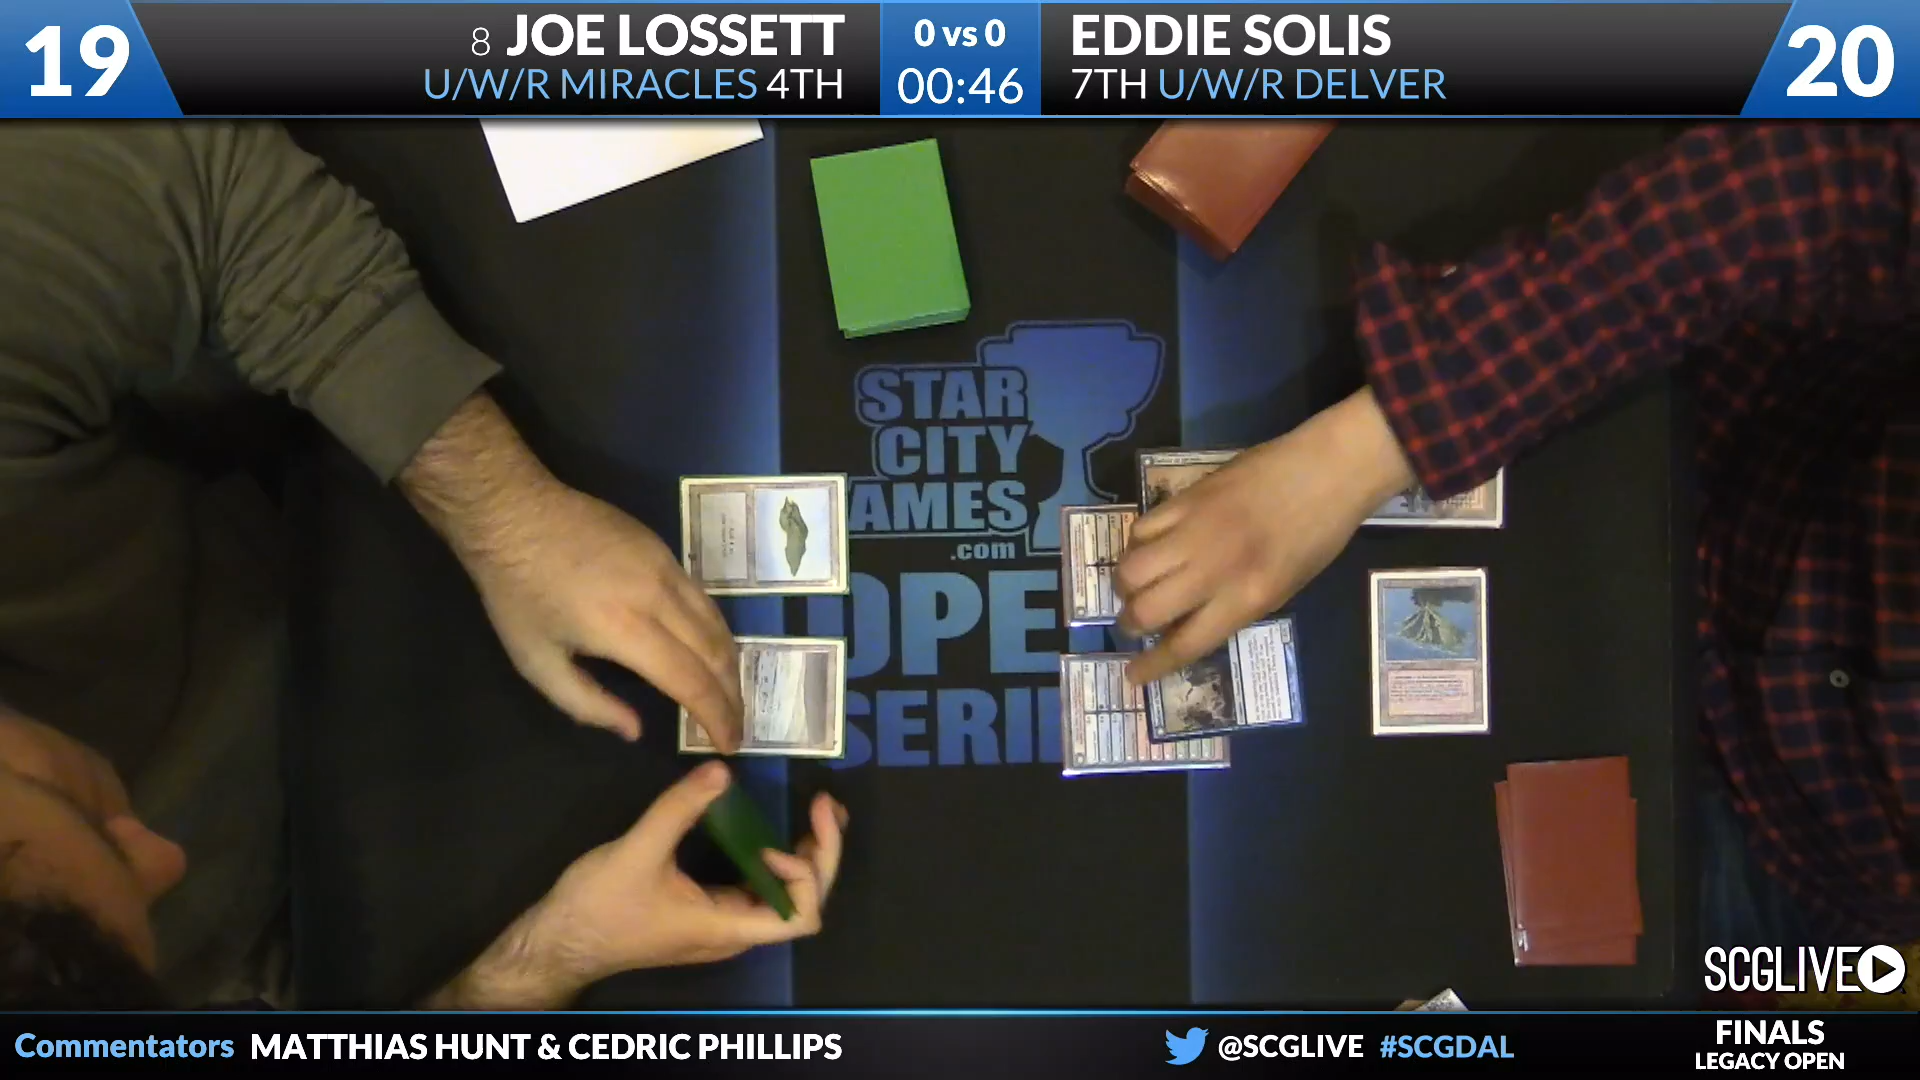 19
8 JOE LOSSETT
U/W/R MIRACLES 4TH
0 vs 0
00:46
EDDIE SOLIS
7TH U/W/R DELVER
20
STAR
CITY
AMES
.com
OPE
SERI
SCGLIVE
Commentators MATTHIAS HUNT & CEDRIC PHILLIPS
@SCGLIVE #SCGDAL
FINALS
LEGACY OPEN